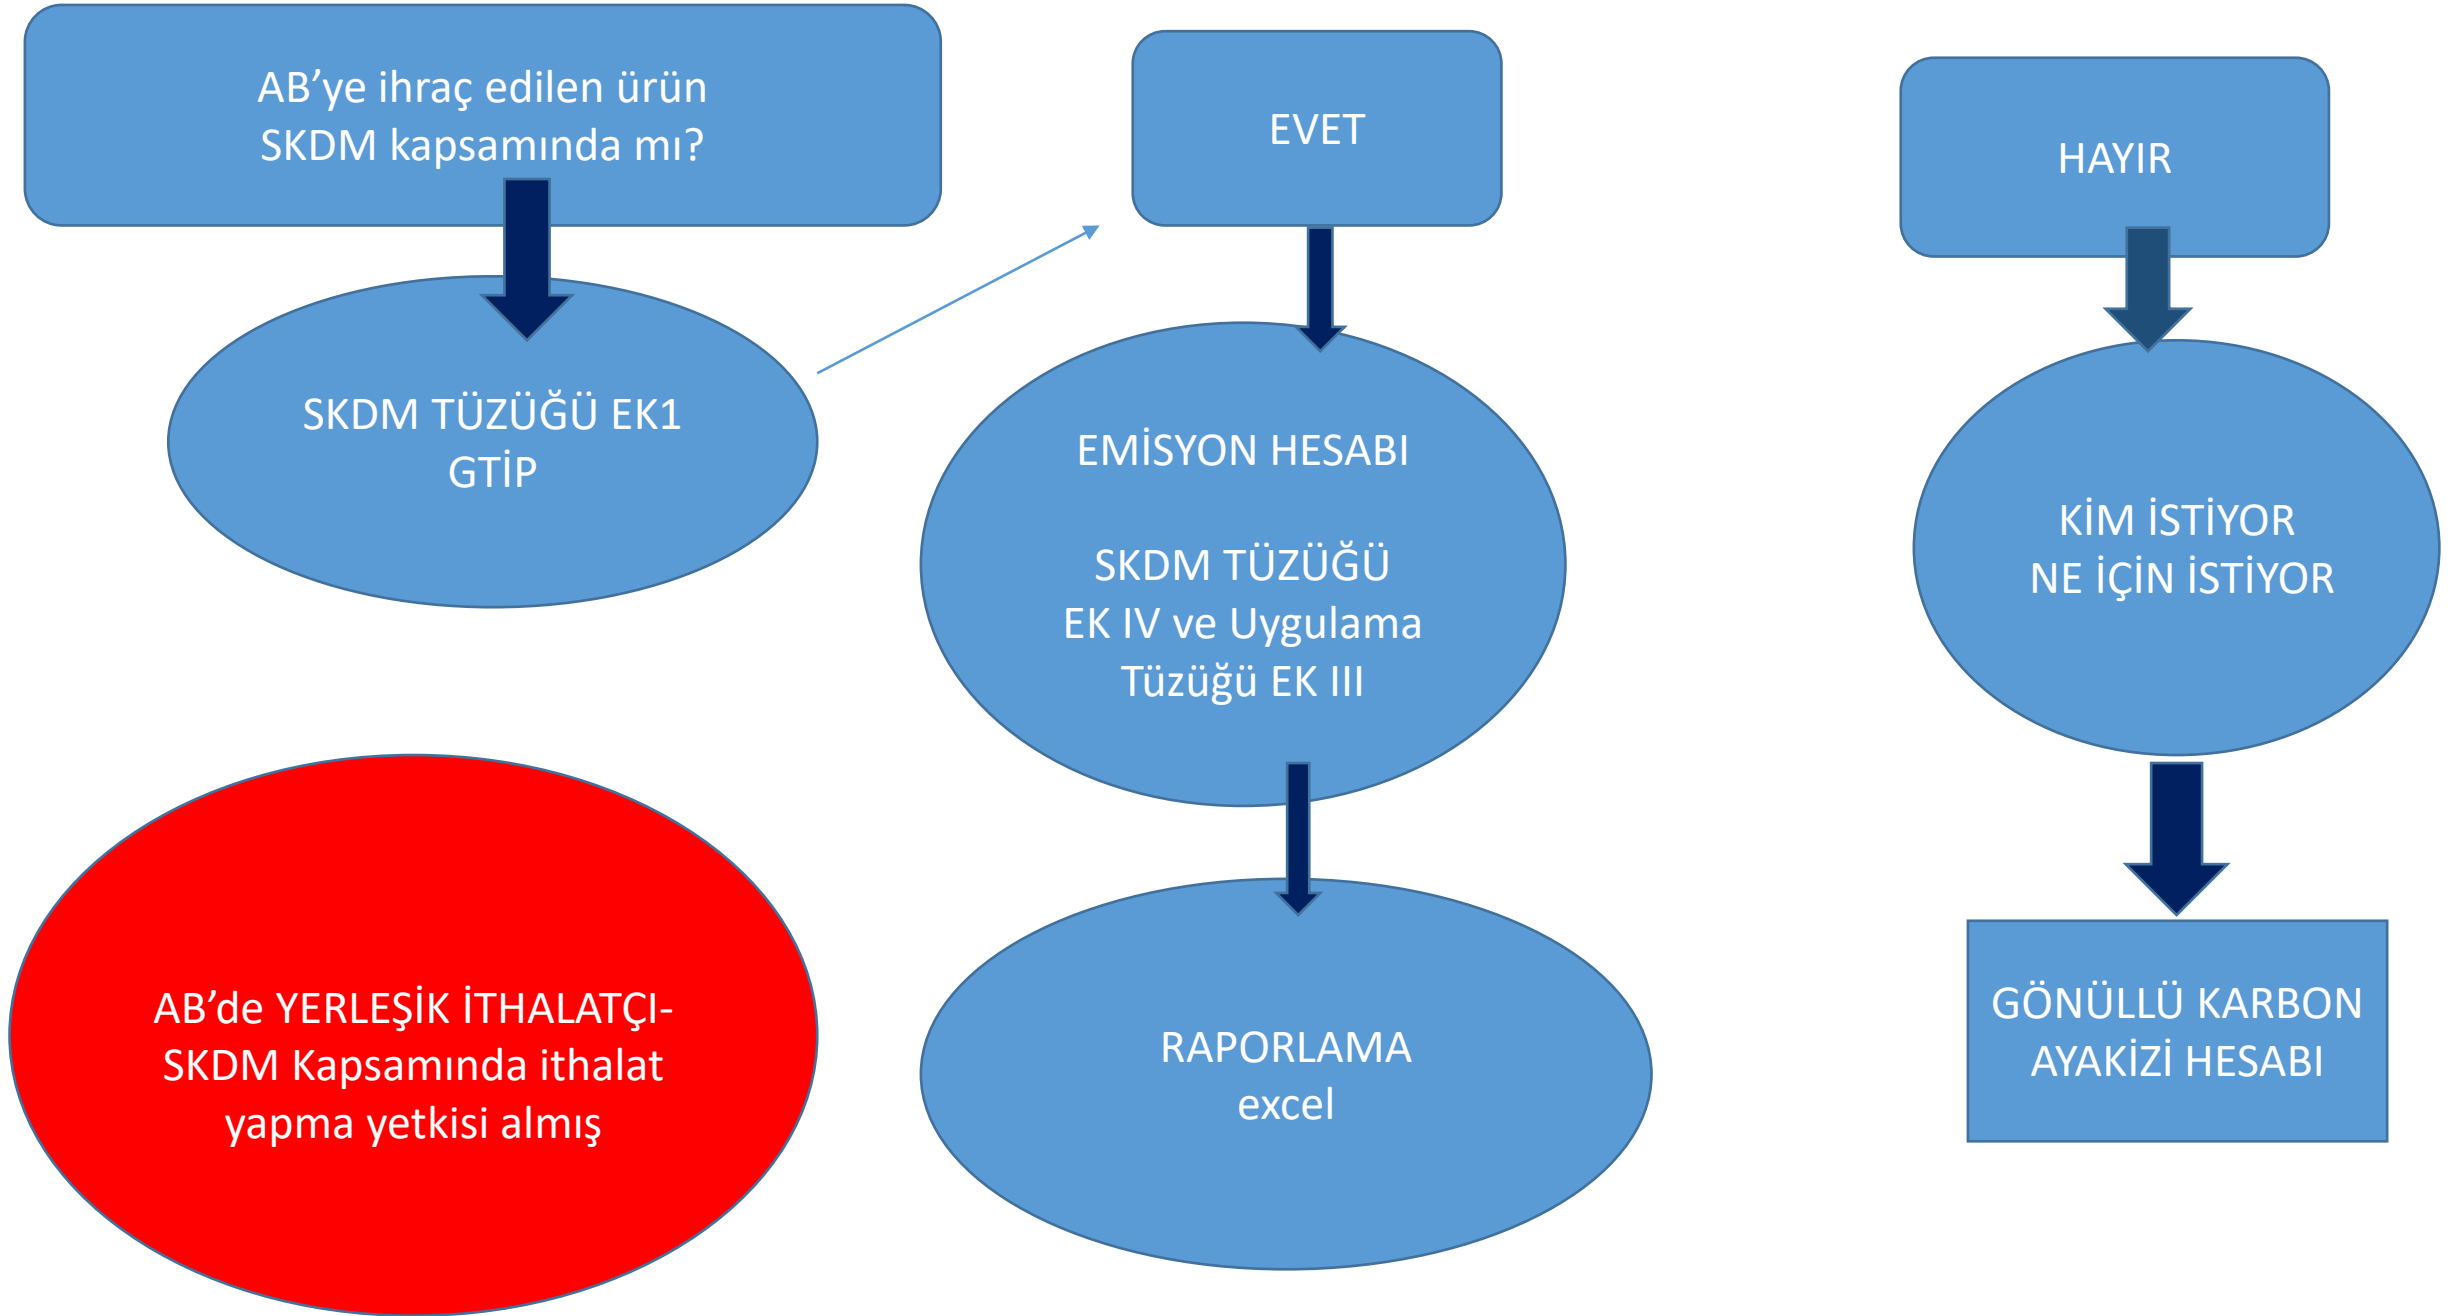 AB’ye ihraç edilen ürün
SKDM kapsamında mı?
SKDM TÜZÜĞÜ EK1
GTİP
AB’de YERLEŞİK İTHALATÇI-
SKDM Kapsamında ithalat
yapma yetkisi almış
EVET
EMİSYON HESABI
SKDM TÜZÜĞÜ
EK IV ve Uygulama
Tüzüğü EK III
RAPORLAMA
excel
HAYIR
KİM İSTİYOR
NE İÇİN İSTİYOR
GÖNÜLLÜ KARBON
AYAKİZİ HESABI